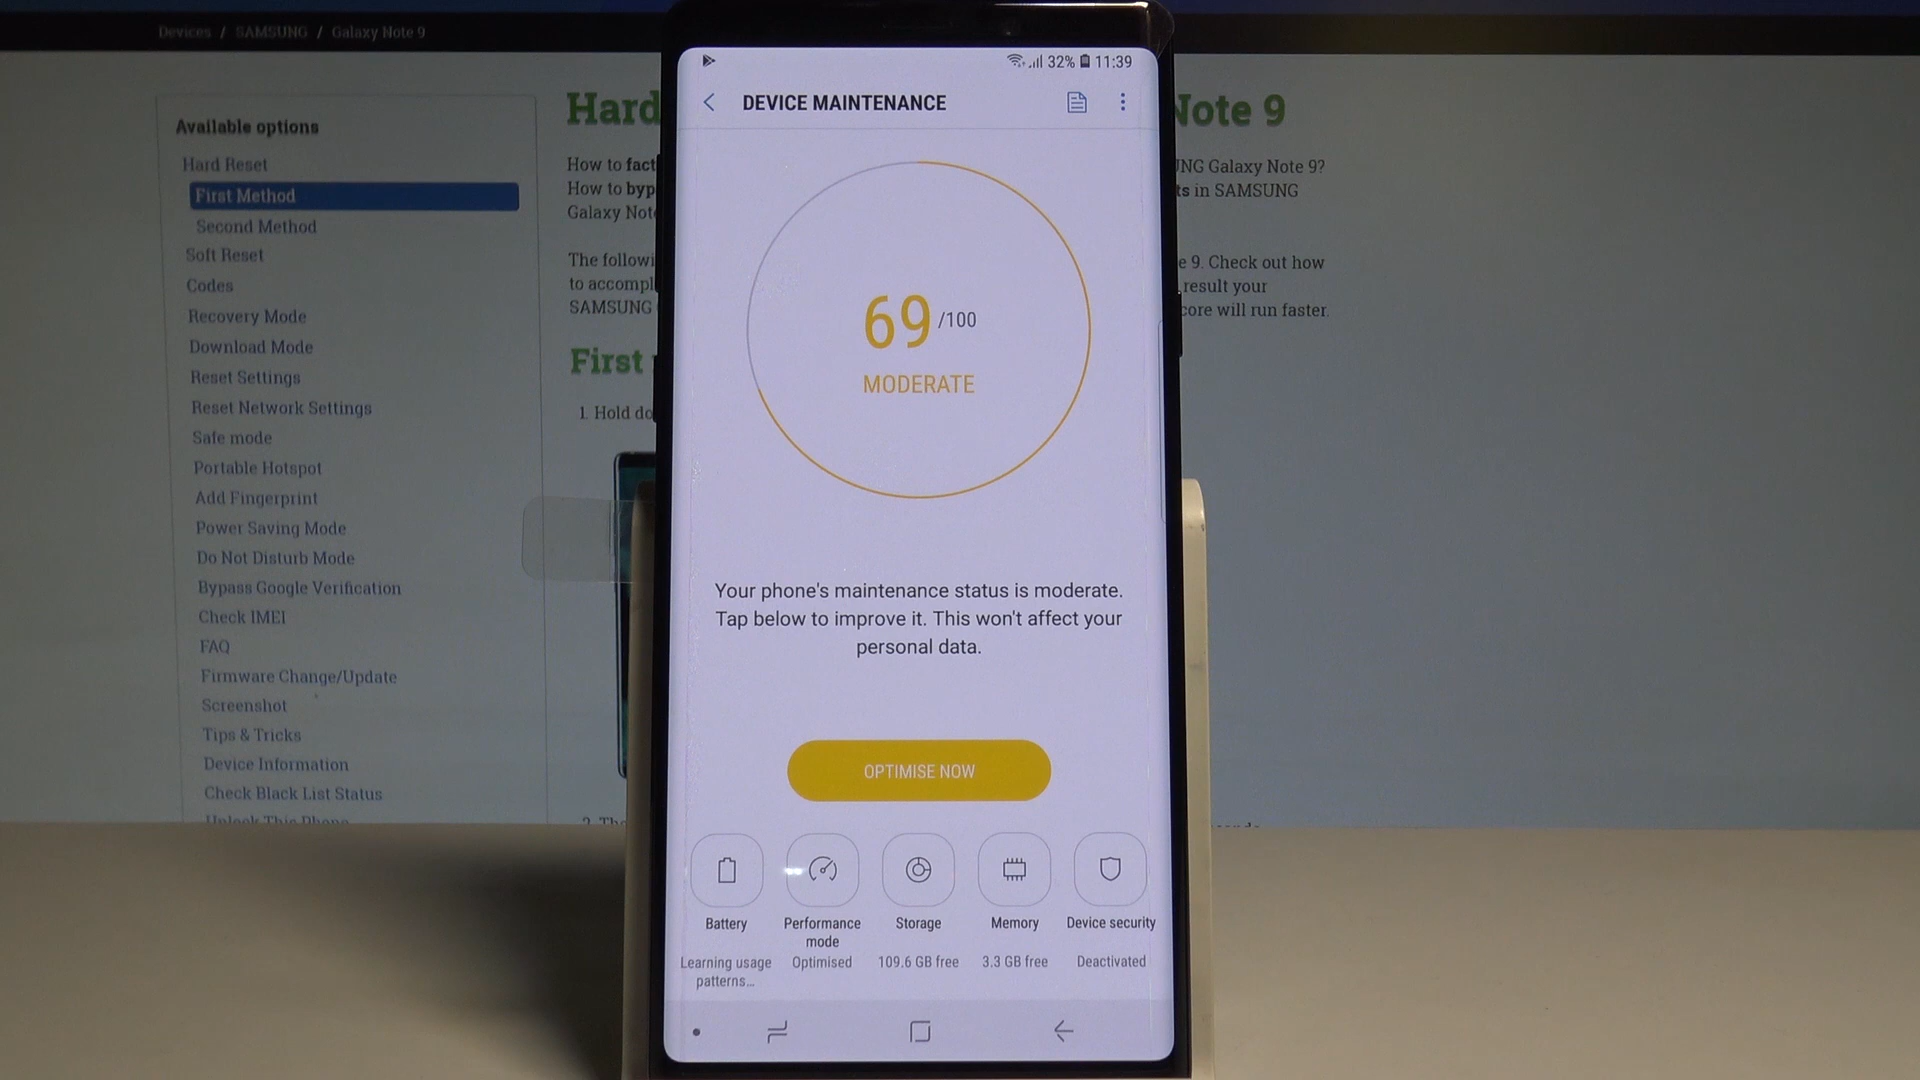 Devices / SAMSUNG / Galaxy Note 9
Available options
Hard Reset
First Method
Second Method
Soft Reset
Codes
Recovery Mode
Download Mode
Reset Settings
Reset Network Settings
Safe mode
Portable Hotspot
Add Fingerprint
Power Saving Mode
Do Not Disturb Mode
Bypass Google Verification
Check IMEI
FAQ
Firmware Change/Update
Screenshot
Tips & Tricks
Device Information
Check Black List Status
Unlock This Phone
Hard
Note 9
How to fact
NG Galaxy Note 9?
How to byp
ts in SAMSUNG
Galaxy Note
The followi
e 9. Check out how
to accompl
result your
SAMSUNG
core will run faster.
First
1. Hold do
2. The
32% 11:39
DEVICE MAINTENANCE
69 /100
MODERATE
Your phone's maintenance status is moderate.
Tap below to improve it. This won't affect your
personal data.
OPTIMISE NOW
Battery
Learning usage
patterns...
Performance
mode
Optimised
Storage
109.6 GB free
Memory
3.3 GB free
Device security
Deactivated